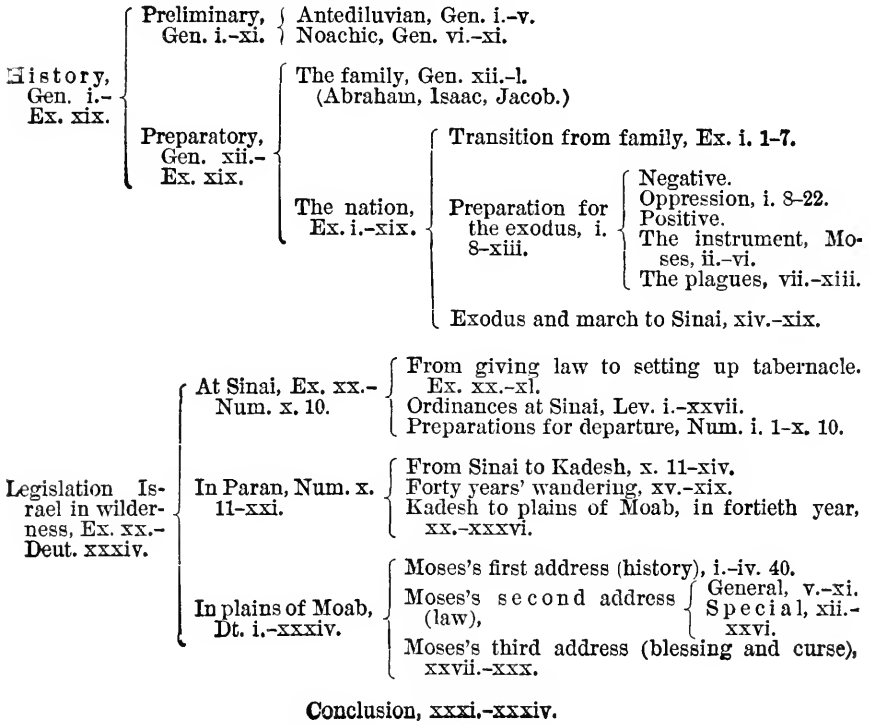 History,
Gen. i.-
Ex. xix.
Preliminary,
Gen. i.-xi.
Antediluvian, Gen. i.-v.
Noachic, Gen. vi.-xi.
Preparatory,
Gen. xii.-
Ex. xix.
The family, Gen. xii.-l.
(Abraham, Isaac, Jacob.)
The nation,
Ex. i.-xix.
Transition from family, Ex. i. 1-7.
Preparation for
the exodus, i.
8-xiii.
Negative.
Oppression, i. 8-22.
Positive.
The instrument, Mo-
ses, ii.-vi.
The plagues, vii.-xiii.
Exodus and march to Sinai, xiv.-xix.
Legislation Is-
rael in wilder-
ness, Ex. xx.-
Deut. xxxiv.
At Sinai, Ex. xx.-
Num. x. 10.
From giving law to setting up tabernacle.
Ex. xx.-xl.
Ordinances at Sinai, Lev. i.-xxvii.
Preparations for departure, Num. i. 1-x. 10.
In Paran, Num. x.
11-xxi.
From Sinai to Kadesh, x. 11-xiv.
Forty years' wandering, xv.-xix.
Kadesh to plains of Moab, in fortieth year,
xx.-xxxvi.
In plains of Moab,
Dt. i.-xxxiv.
Moses's first address (history), i.-iv. 40.
Moses's second address
(law),
General, v.-xi.
Special, xii.-
xxvi.
Moses's third address (blessing and curse),
xxvii.-xxx.
Conclusion, xxxi.-xxxiv.